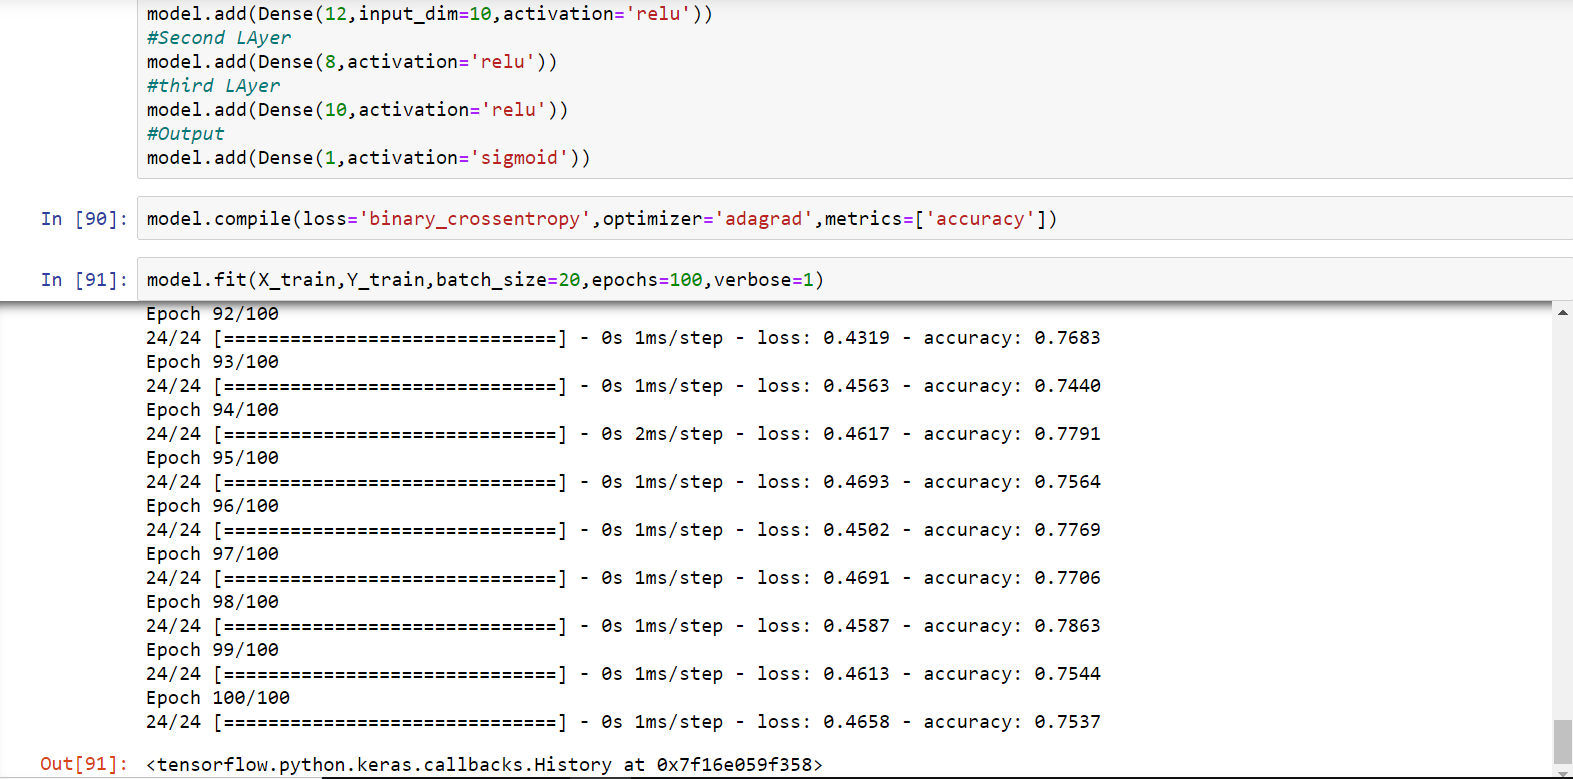 model.add(Dense(12,input_dim=10,activation='relu'))
#Second LAyer
model.add(Dense(8,activation='relu'))
#third LAyer
model.add(Dense(10,activation='relu'))
#Output
model.add(Dense(1,activation='sigmoid'))
In [90]: model.compile(loss='binary_crossentropy',optimizer='adagrad',metrics=['accuracy'])
In [91]: model.fit(X_train,Y_train,batch_size=20,epochs=100,verbose=1)
Epoch 92/100
24/24 [==============================] - 0s 1ms/step - loss: 0.4319 - accuracy: 0.7683
Epoch 93/100
24/24 [==============================] - 0s 1ms/step - loss: 0.4563 - accuracy: 0.7440
Epoch 94/100
24/24 [==============================] - 0s 2ms/step - loss: 0.4617 - accuracy: 0.7791
Epoch 95/100
24/24 [==============================] - 0s 1ms/step - loss: 0.4693 - accuracy: 0.7564
Epoch 96/100
24/24 [==============================] - 0s 1ms/step - loss: 0.4502 - accuracy: 0.7769
Epoch 97/100
24/24 [==============================] - 0s 1ms/step - loss: 0.4691 - accuracy: 0.7706
Epoch 98/100
24/24 [==============================] - 0s 1ms/step - loss: 0.4587 - accuracy: 0.7863
Epoch 99/100
24/24 [==============================] - 0s 1ms/step - loss: 0.4613 - accuracy: 0.7544
Epoch 100/100
24/24 [==============================] - 0s 1ms/step - loss: 0.4658 - accuracy: 0.7537
Out[91]: <tensorflow.python.keras.callbacks.History at 0x7f16e059f358>